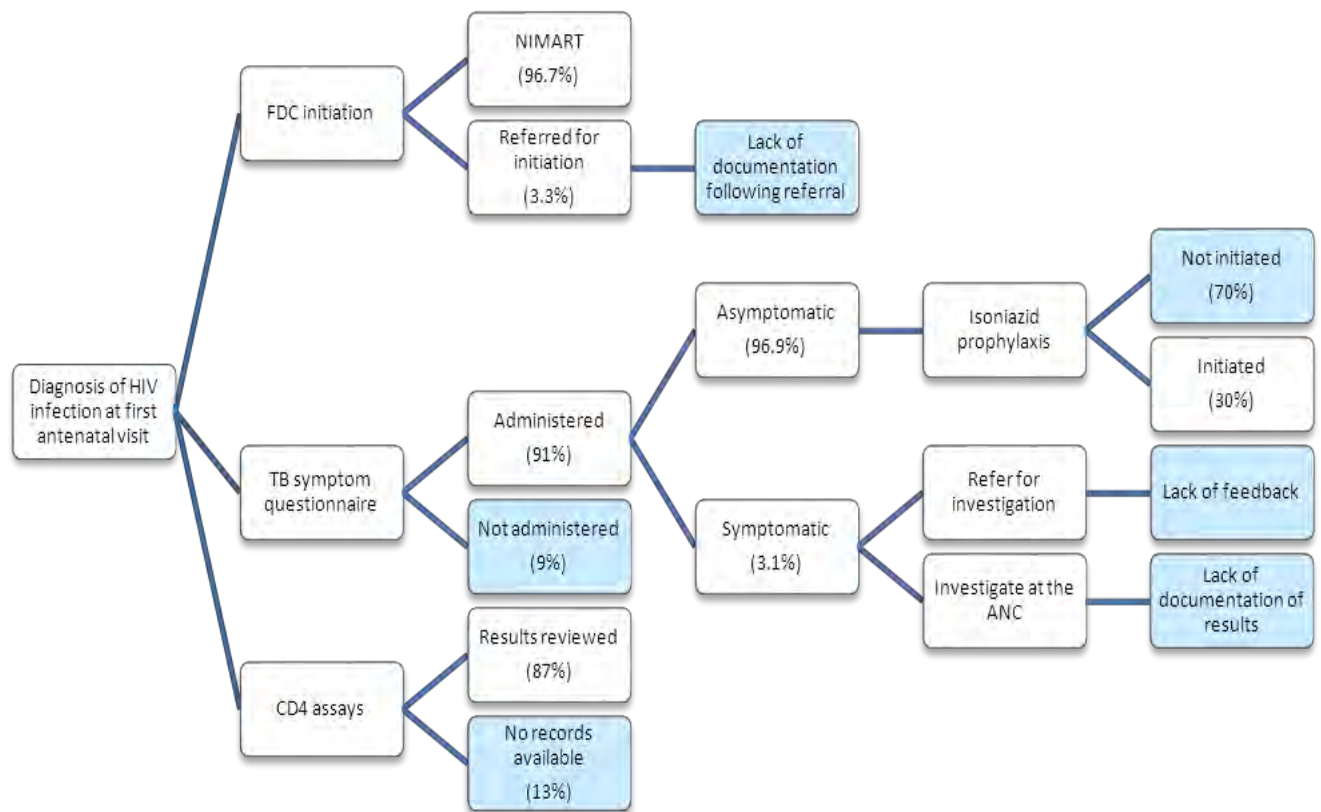 Diagnosis of HIV
infection at first
antenatal visit
FDC initiation
NIMART
(96.7%)
Referred for
initiation
(3.3%)
Lack of
documentation
following referral
TB symptom
questionnaire
Administered
(91%)
Not administered
(9%)
Asymptomatic
(96.9%)
Isoniazid
prophylaxis
Not initiated
(70%)
Initiated
(30%)
Symptomatic
(3.1%)
Refer for
investigation
Lack of feedback
Investigate at the
ANC
Lack of
documentation of
results
CD4 assays
Results reviewed
(87%)
No records
available
(13%)